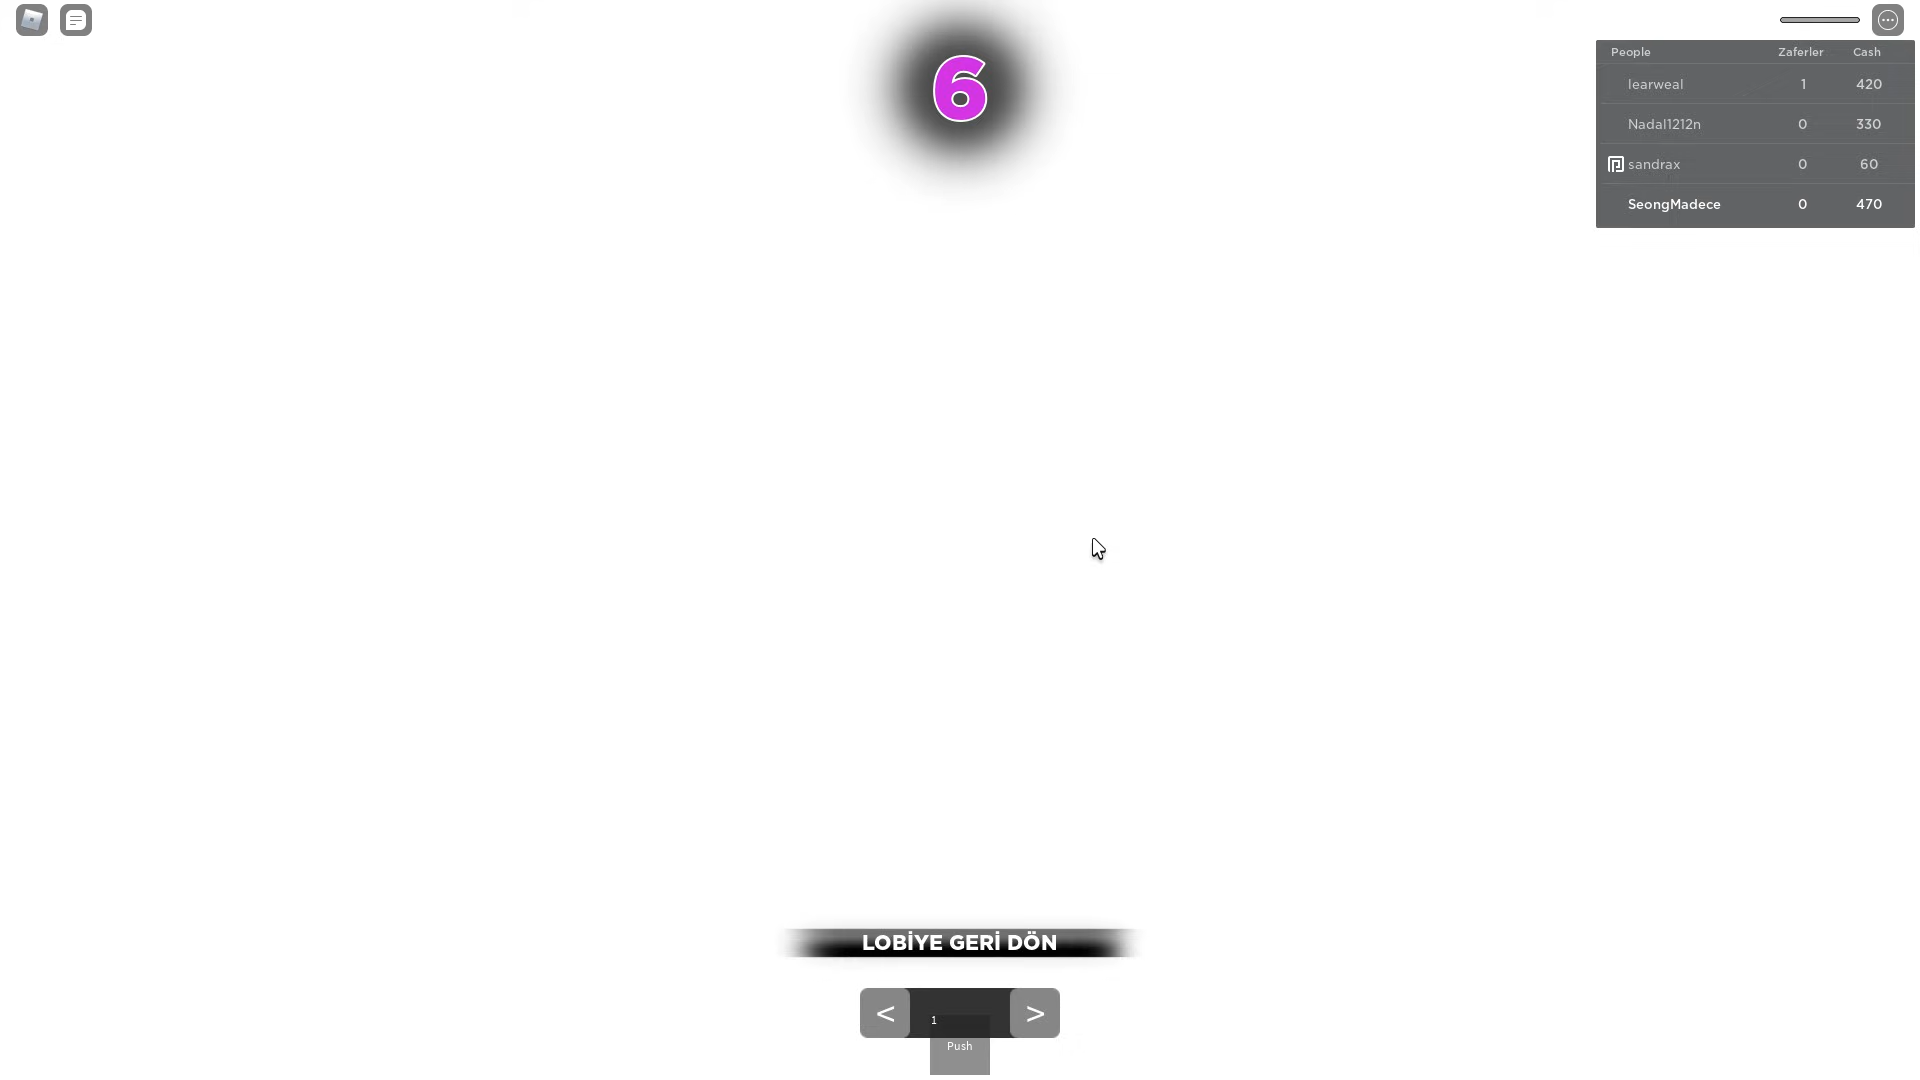 6
People Zaferler Cash
learweal 1 420
Nadal1212n 0 330
sandrax 0 60
SeongMadece 0 470
LOBİYE GERİ DÖN
< >
1
Push